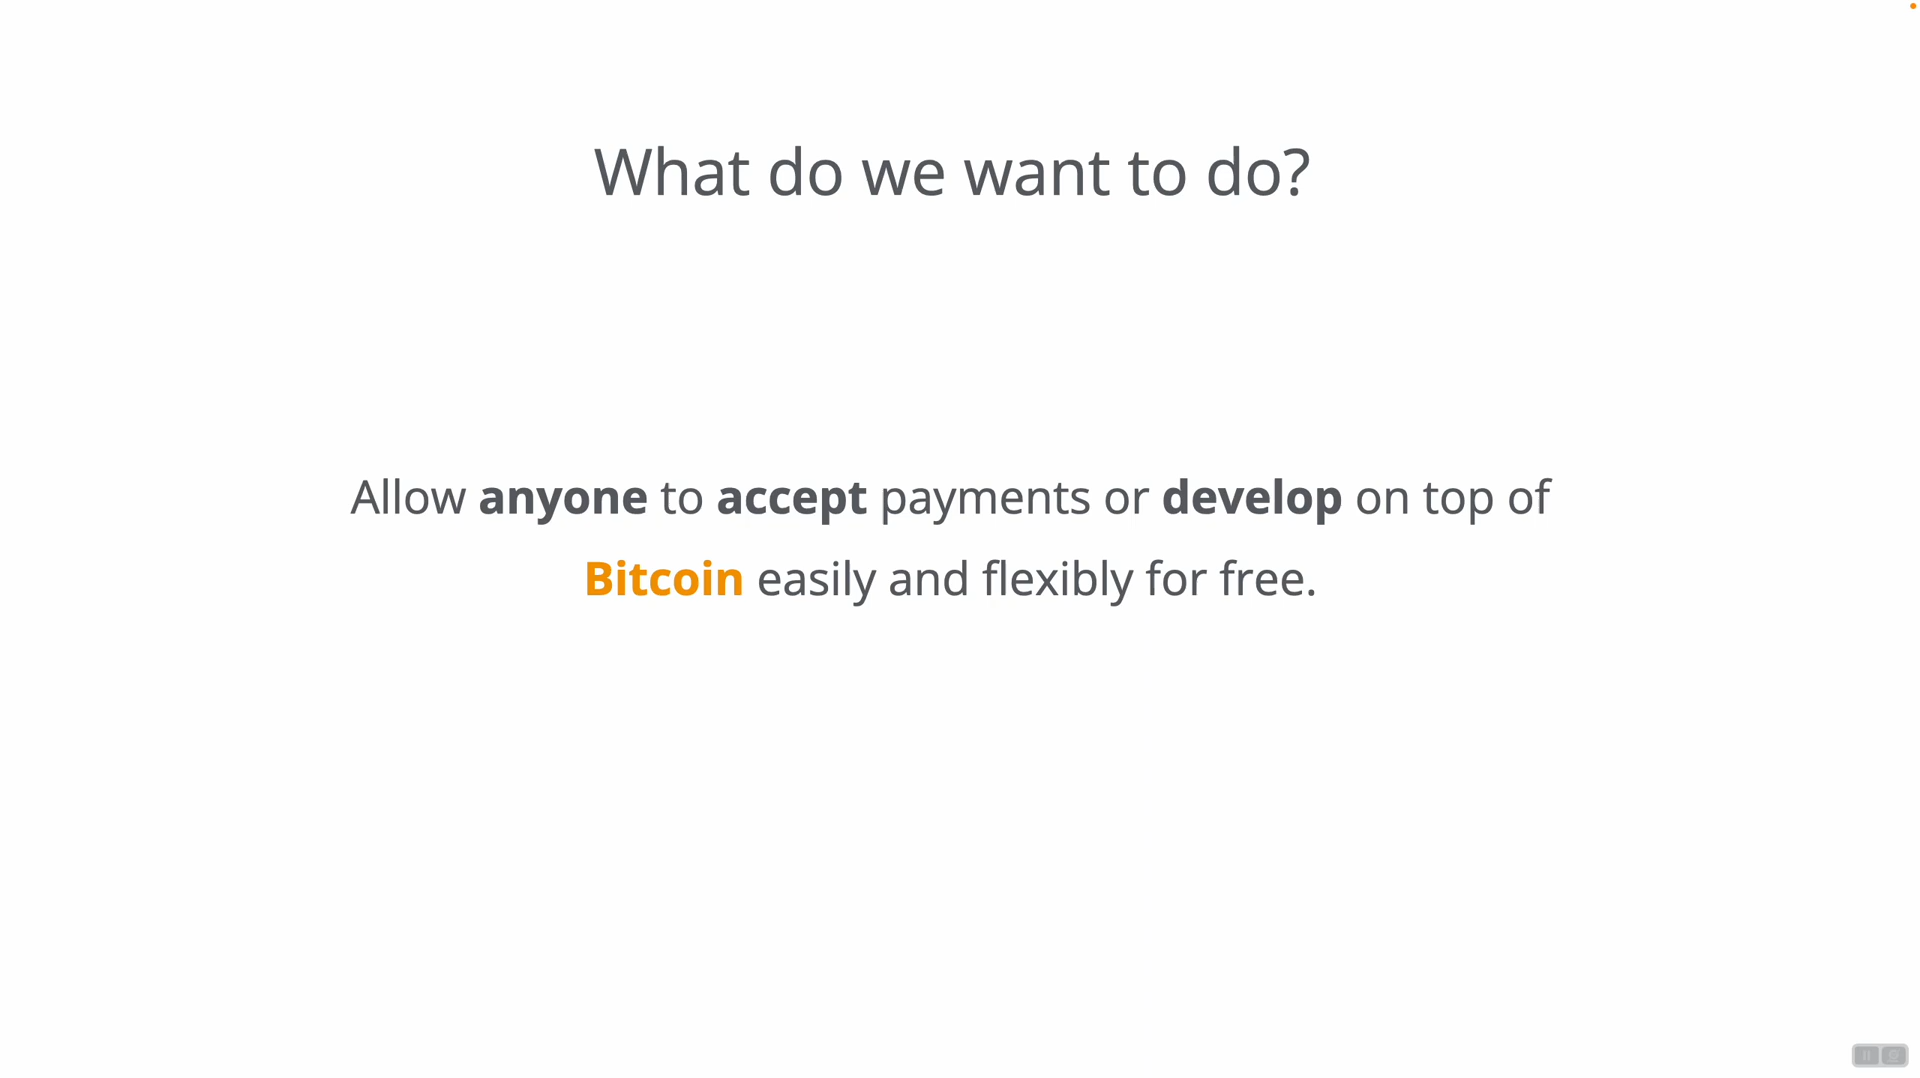 What do we want to do?
Allow anyone to accept payments or develop on top of
Bitcoin easily and flexibly for free.